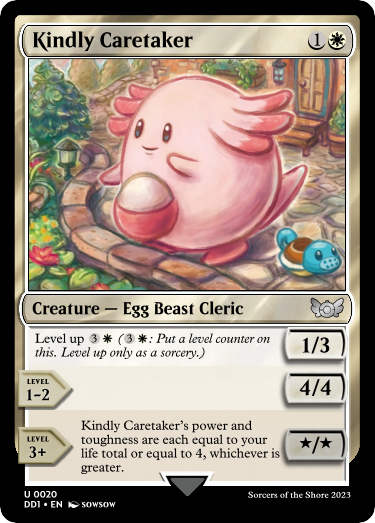 Kindly Caretaker 1
Creature — Egg Beast Cleric
Level up 3 (3 : Put a level counter on
this. Level up only as a sorcery.)
1/3
LEVEL
1-2
4/4
LEVEL
3+
Kindly Caretaker's power and
toughness are each equal to your
life total or equal to 4, whichever is
greater.
★/★
U 0020
DD1 • EN SOWSOW
Sorcerers of the Shore 2023